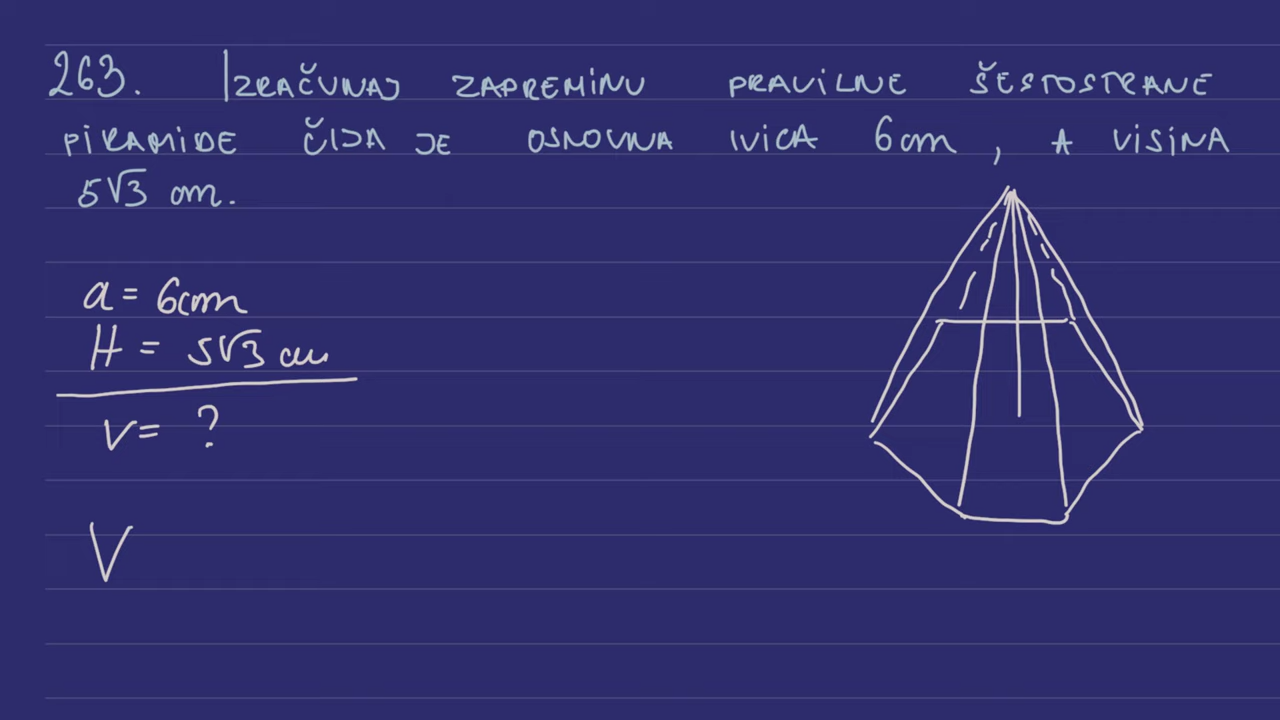 263. IZRAČUNAJ ZAPREMINU PRAVILNE ŠESTOSTRANE
PIRAMIDE ČIJA JE OSNOVNA IVICA 6cm, A VISINA
5√3 cm.
a = 6cm
H = 5√3 cm
V = ?
V